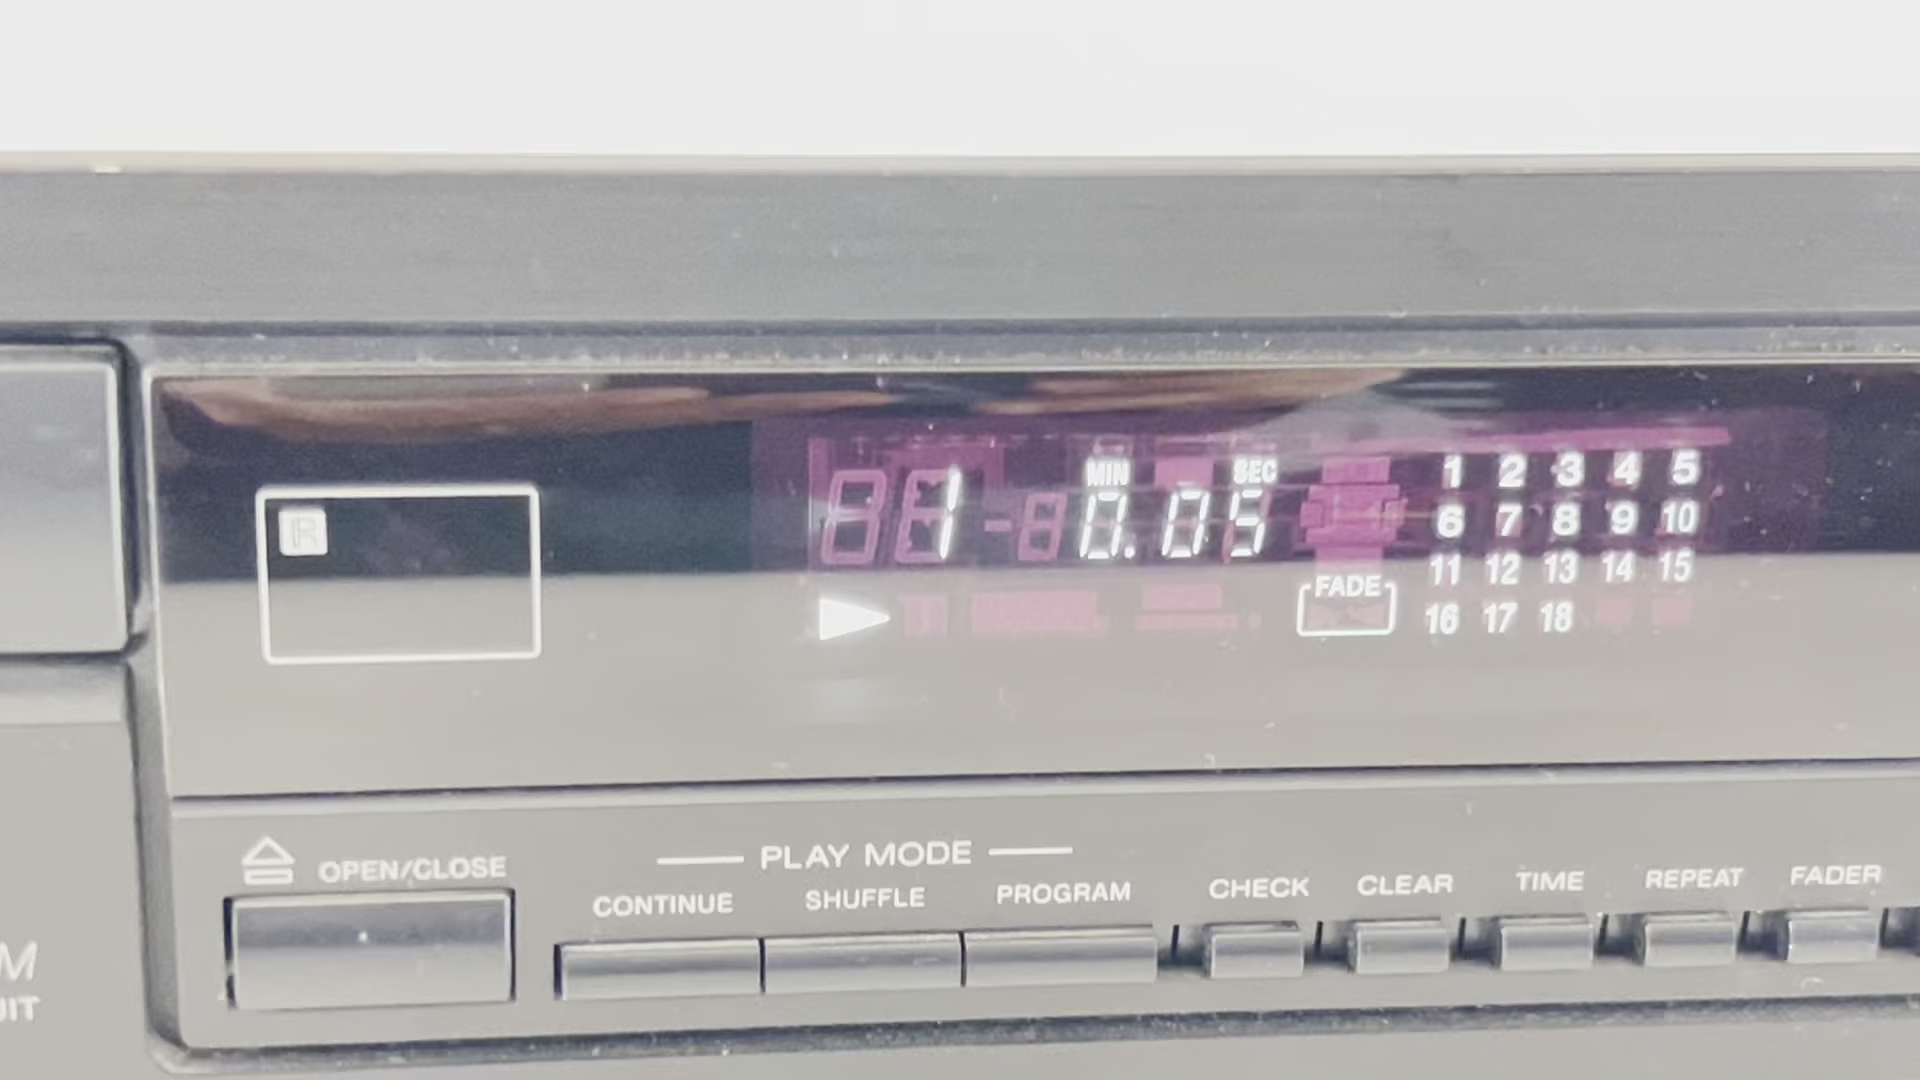 R
MIN SEC
1 0.05
1 2 3 4 5
6 7 8 9 10
11 12 13 14 15
16 17 18
FADE
OPEN/CLOSE
PLAY MODE
CONTINUE SHUFFLE PROGRAM
CHECK CLEAR TIME REPEAT FADER
M
UIT